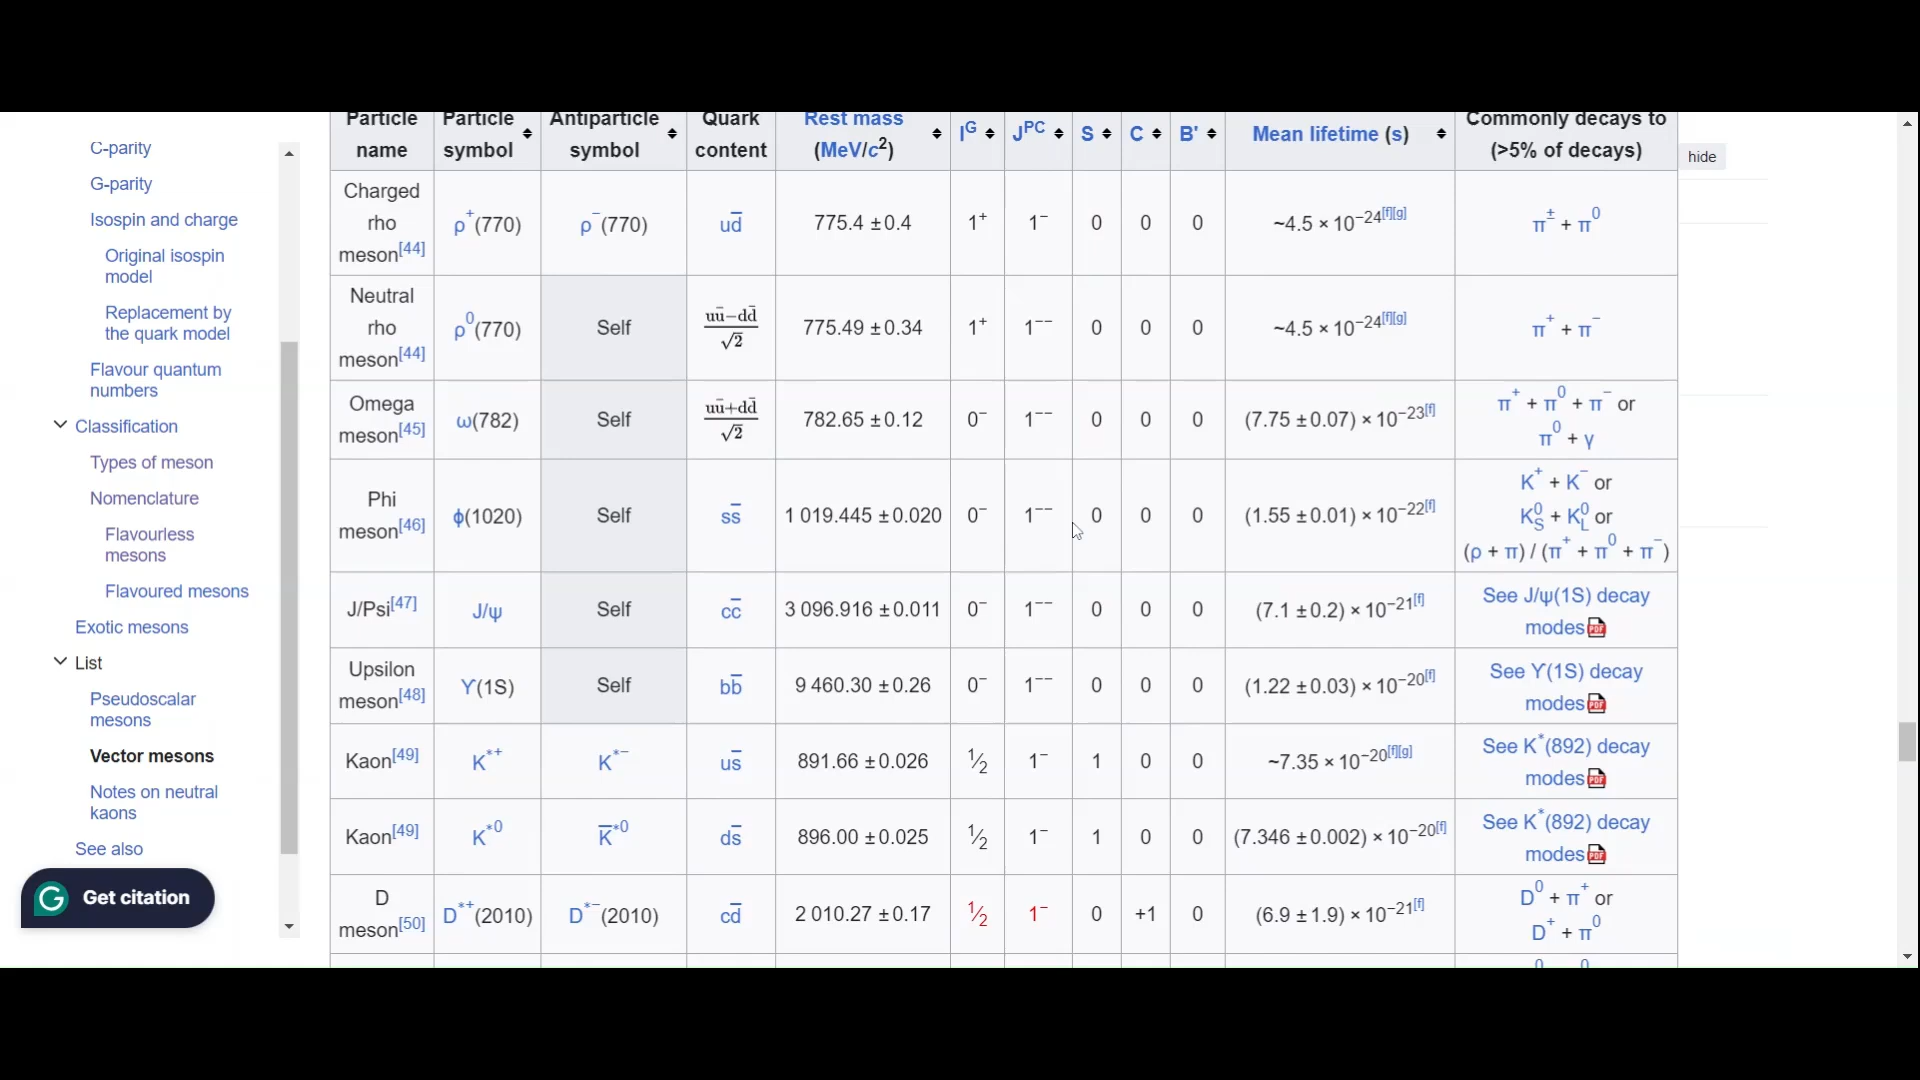 C-parity
G-parity
Isospin and charge
Original isospin
model
Replacement by
the quark model
Flavour quantum
numbers
Classification
Types of meson
Nomenclature
Flavourless
mesons
Flavoured mesons
Exotic mesons
List
Pseudoscalar
mesons
Vector mesons
Notes on neutral
kaons
See also
Get citation
hide
Particle name	Particle symbol	Antiparticle symbol	Quark content	Rest mass (MeV/c²)	Iᴳ	Jᴾᶜ	S	C	B'	Mean lifetime (s)	Commonly decays to (>5% of decays)
Charged rho meson[44]	ρ⁺(770)	ρ⁻(770)	ud̅	775.4 ±0.4	1⁺	1⁻	0	0	0	~4.5 × 10⁻²⁴[f][g]	π± + π⁰
Neutral rho meson[44]	ρ⁰(770)	Self	(uū−dd̄)/√2	775.49 ±0.34	1⁺	1⁻⁻	0	0	0	~4.5 × 10⁻²⁴[f][g]	π⁺ + π⁻
Omega meson[45]	ω(782)	Self	(uū+dd̄)/√2	782.65 ±0.12	0⁻	1⁻⁻	0	0	0	(7.75 ±0.07) × 10⁻²³[f]	π⁺ + π⁰ + π⁻ or π⁰ + γ
Phi meson[46]	ϕ(1020)	Self	ss̅	1 019.445 ±0.020	0⁻	1⁻⁻	0	0	0	(1.55 ±0.01) × 10⁻²²[f]	K⁺ + K⁻ or K⁰S + K⁰L or (ρ + π) / (π⁺ + π⁰ + π⁻)
J/Psi[47]	J/ψ	Self	cc̅	3 096.916 ±0.011	0⁻	1⁻⁻	0	0	0	(7.1 ±0.2) × 10⁻²¹[f]	See J/ψ(1S) decay modes
Upsilon meson[48]	ϒ(1S)	Self	bb̅	9 460.30 ±0.26	0⁻	1⁻⁻	0	0	0	(1.22 ±0.03) × 10⁻²⁰[f]	See ϒ(1S) decay modes
Kaon[49]	K*⁺	K*⁻	us̅	891.66 ±0.026	½	1⁻	1	0	0	~7.35 × 10⁻²⁰[f][g]	See K*(892) decay modes
Kaon[49]	K*⁰	K̅*⁰	ds̅	896.00 ±0.025	½	1⁻	1	0	0	(7.346 ±0.002) × 10⁻²⁰[f]	See K*(892) decay modes
D meson[50]	D*⁺(2010)	D*⁻(2010)	cd̅	2 010.27 ±0.17	½	1⁻	0	+1	0	(6.9 ±1.9) × 10⁻²¹[f]	D⁰ + π⁺ or D⁺ + π⁰